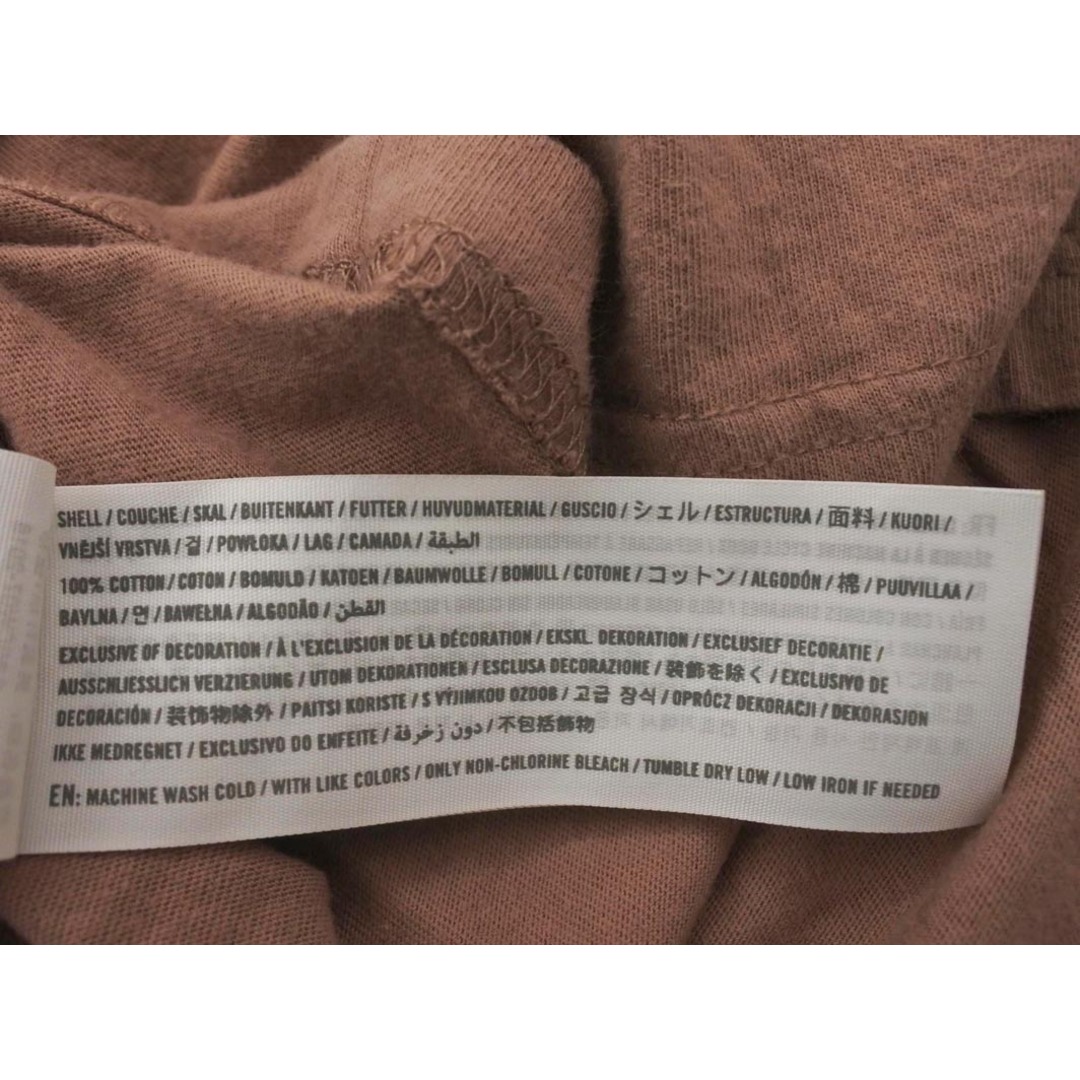 SHELL / COUCHE / SKAL / BUITENKANT / FUTTER / HUVUDMATERIAL / GUSCIO / シェル / ESTRUCTURA / 面料 / KUORI /
VNĚJŠÍ VRSTVA / 겉 / POWŁOKA / LAG / CAMADA / الطبقة
100% COTTON / COTON / BOMULD / KATOEN / BAUMWOLLE / BOMULL / COTONE / コットン / ALGODÓN / 棉 / PUUVILLAA /
BAVLNA / 면 / BAWEŁNA / ALGODÃO / القطن
EXCLUSIVE OF DECORATION / À L'EXCLUSION DE LA DÉCORATION / EKSKL. DEKORATION / EXCLUSIEF DECORATIE /
AUSSCHLIESSLICH VERZIERUNG / UTOM DEKORATIONEN / ESCLUSA DECORAZIONE / 装飾を除く / EXCLUSIVO DE
DECORACIÓN / 装饰物除外 / PAITSI KORISTE / S VÝJIMKOU OZDOB / 고급 장식 / OPRÓCZ DEKORACJI / DEKORASJON
IKKE MEDREGNET / EXCLUSIVO DO ENFEITE / دون زخرفة / 不包括飾物
EN: MACHINE WASH COLD / WITH LIKE COLORS / ONLY NON-CHLORINE BLEACH / TUMBLE DRY LOW / LOW IRON IF NEEDED